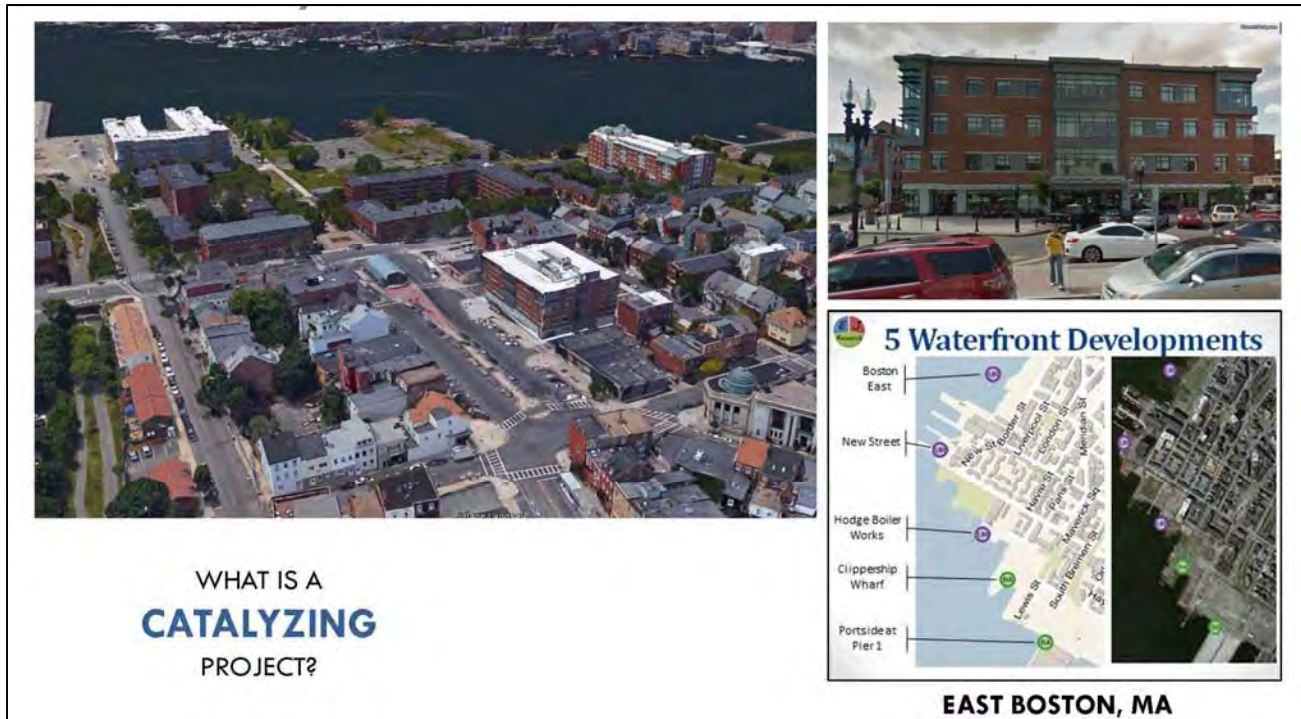 WHAT IS A
CATALYZING
PROJECT?
5 Waterfront Developments
Boston
East
New Street
Hodge Boiler
Works
Clippership
Wharf
Portside at
Pier 1
New St
Border St
Liverpool St
London St
Meridian St
Havre St
Paris St
Maverick Sq
South Bremen St
Lewis St
EAST BOSTON, MA